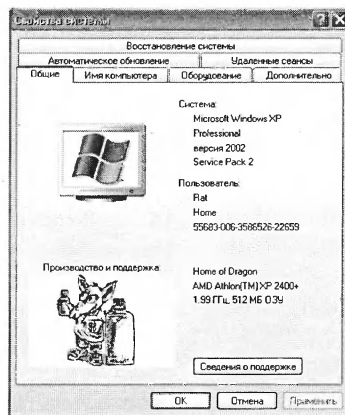 Свойства системы
Восстановление системы
Автоматическое обновление
Удаленные сеансы
Общие
Имя компьютера
Оборудование
Дополнительно
Система:
Microsoft Windows XP
Professional
версия 2002
Service Pack 2
Пользователь:
Rat
Home
55683-006-3586526-22659
Производство и поддержка:
Home of Dragon
AMD Athlon(TM) XP 2400+
1.99 ГГц, 512 МБ ОЗУ
Сведения о поддержке
OK
Отмена
Применить